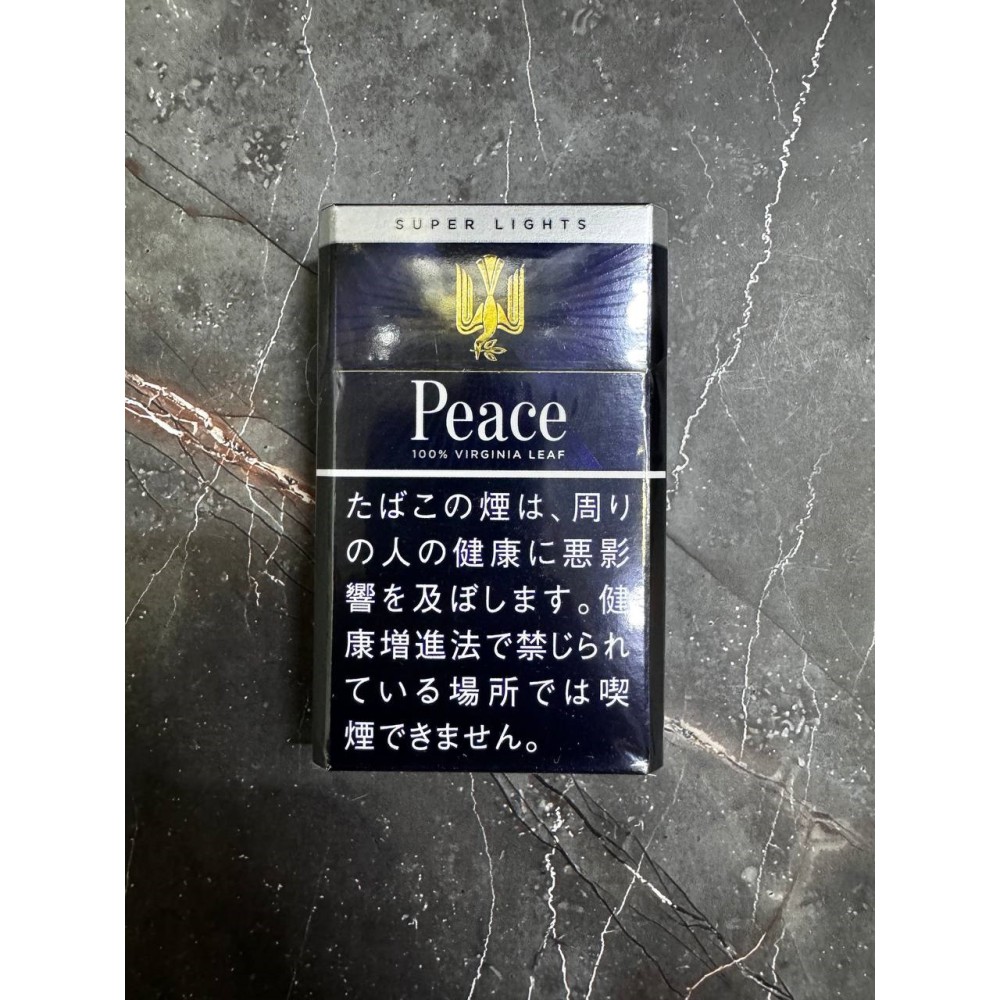 SUPER LIGHTS
Peace
100% VIRGINIA LEAF
たばこの煙は、周り
の人の健康に悪影
響を及ぼします。健
康増進法で禁じられ
ている場所では喫
煙できません。